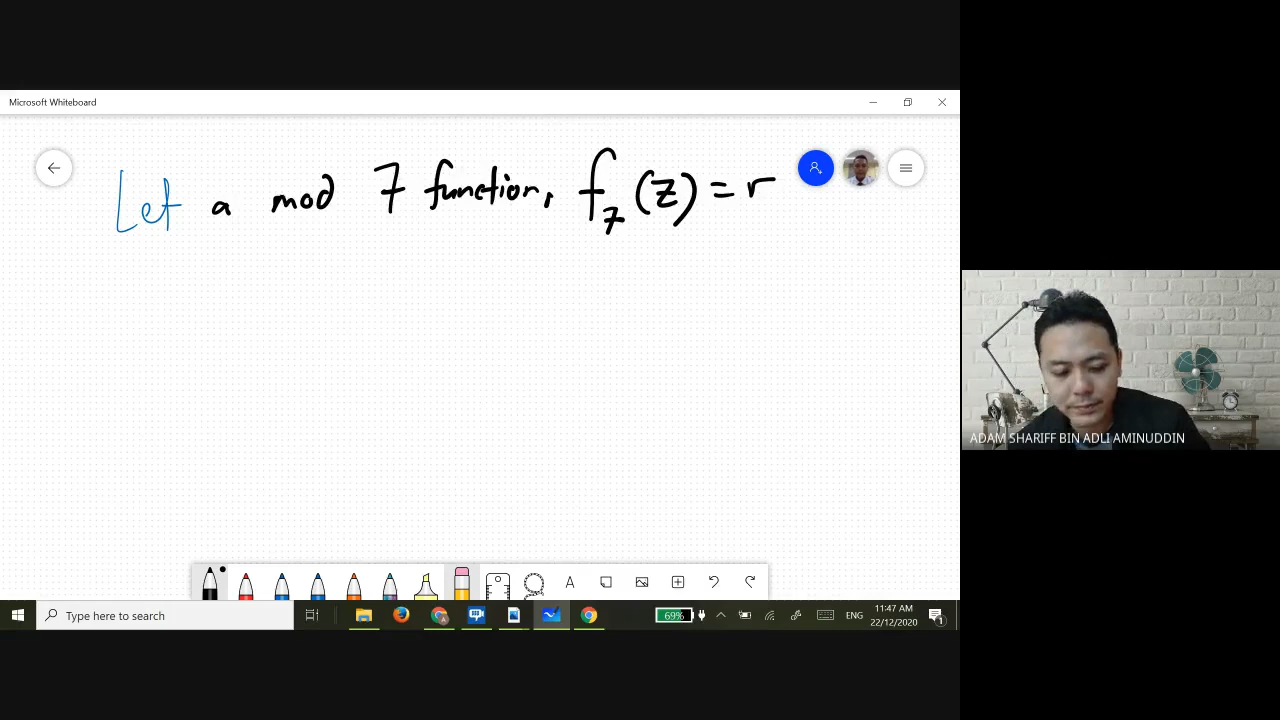 Microsoft Whiteboard
Let a mod 7 function, f₇(z) = r
ADAM SHARIFF BIN ADLI AMINUDDIN
A
Type here to search
69%
ENG
11:47 AM
22/12/2020
1